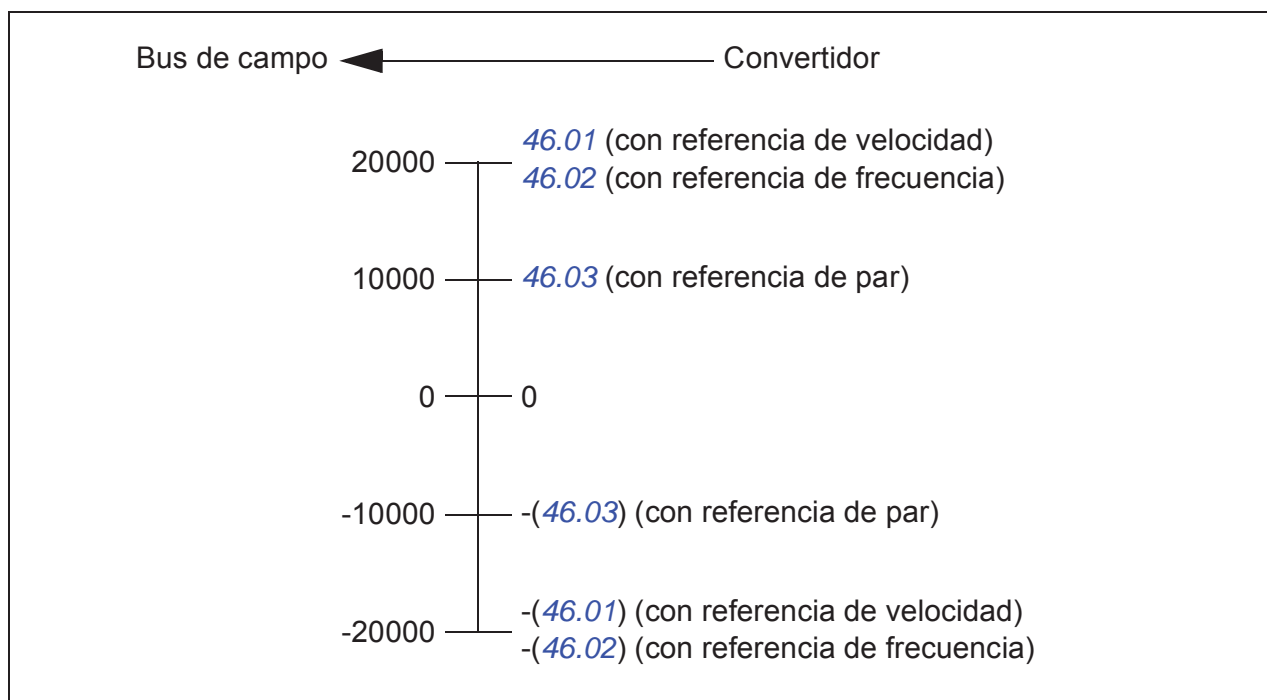 Bus de campo Convertidor
46.01 (con referencia de velocidad)
20000
46.02 (con referencia de frecuencia)
10000 46.03 (con referencia de par)
0 0
-10000 -(46.03) (con referencia de par)
-(46.01) (con referencia de velocidad)
-20000
-(46.02) (con referencia de frecuencia)